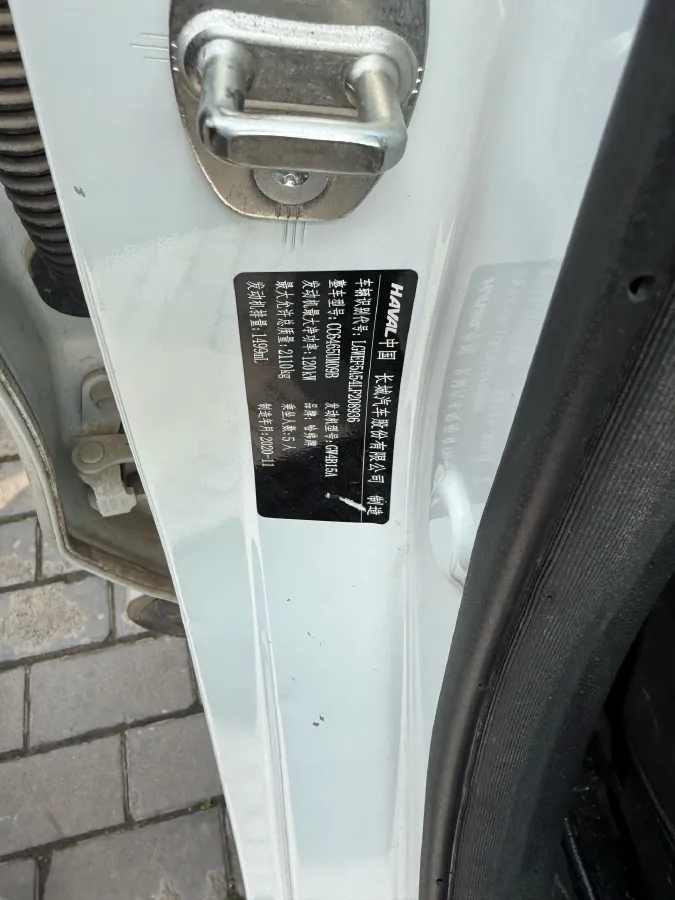 HAVAL 中国 长城汽车股份有限公司 制造
车辆识别代号:LGWEF5A54LF208936
整车型号:CC6465UM09B 发动机型号:GW4B15A
发动机最大净功率:120kW 品牌:哈弗牌
最大允许总质量:2110kg 乘坐人数:5人
发动机排量:1499mL 制造年月:2020-11